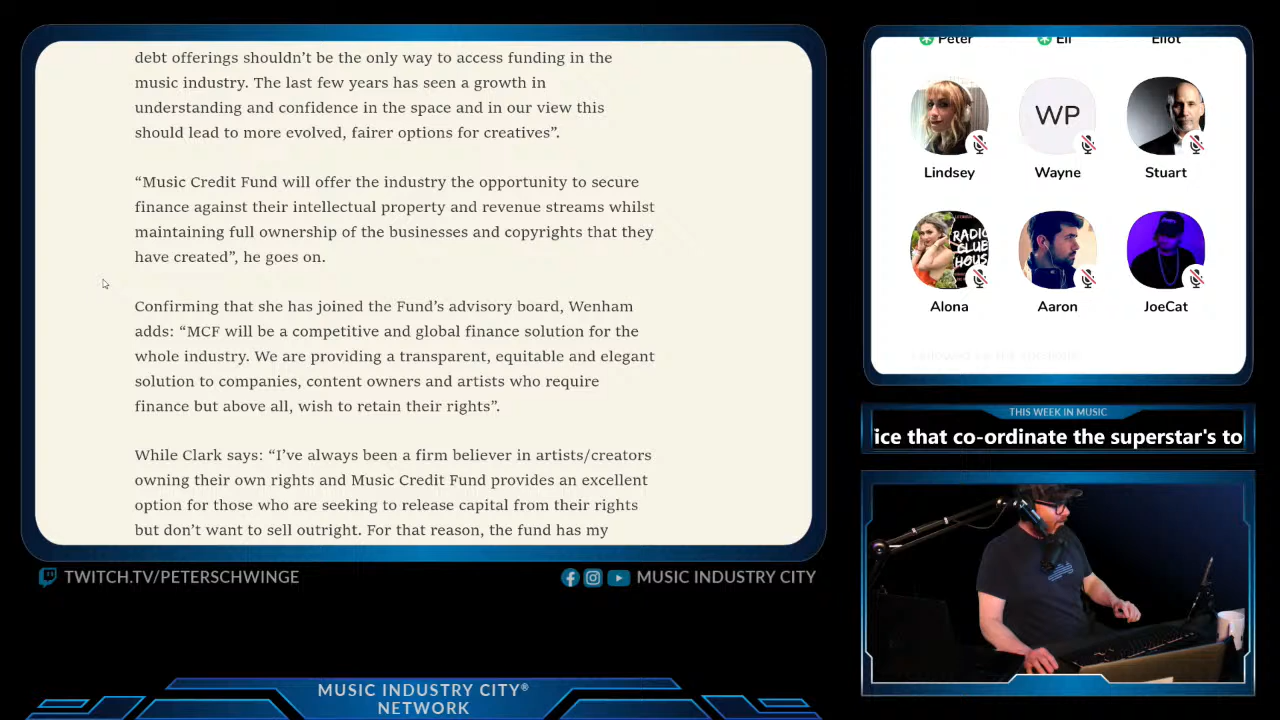 debt offerings shouldn't be the only way to access funding in the
music industry. The last few years has seen a growth in
understanding and confidence in the space and in our view this
should lead to more evolved, fairer options for creatives”.
“Music Credit Fund will offer the industry the opportunity to secure
finance against their intellectual property and revenue streams whilst
maintaining full ownership of the businesses and copyrights that they
have created”, he goes on.
Confirming that she has joined the Fund’s advisory board, Wenham
adds: “MCF will be a competitive and global finance solution for the
whole industry. We are providing a transparent, equitable and elegant
solution to companies, content owners and artists who require
finance but above all, wish to retain their rights”.
While Clark says: “I’ve always been a firm believer in artists/creators
owning their own rights and Music Credit Fund provides an excellent
option for those who are seeking to release capital from their rights
but don’t want to sell outright. For that reason, the fund has my
Peter Eli Elliot
WP
Lindsey Wayne Stuart
RADIO
CLUB
HOUS
Alona Aaron JoeCat
THIS WEEK IN MUSIC
ice that co-ordinate the superstar's to
TWITCH.TV/PETERSCHWINGE
MUSIC INDUSTRY CITY
MUSIC INDUSTRY CITY®
NETWORK